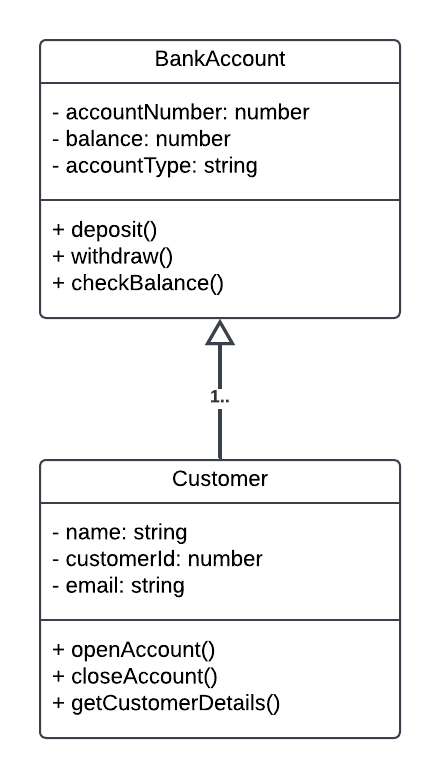 BankAccount
- accountNumber: number
- balance: number
- accountType: string
+ deposit()
+ withdraw()
+ checkBalance()
1..
Customer
- name: string
- customerId: number
- email: string
+ openAccount()
+ closeAccount()
+ getCustomerDetails()